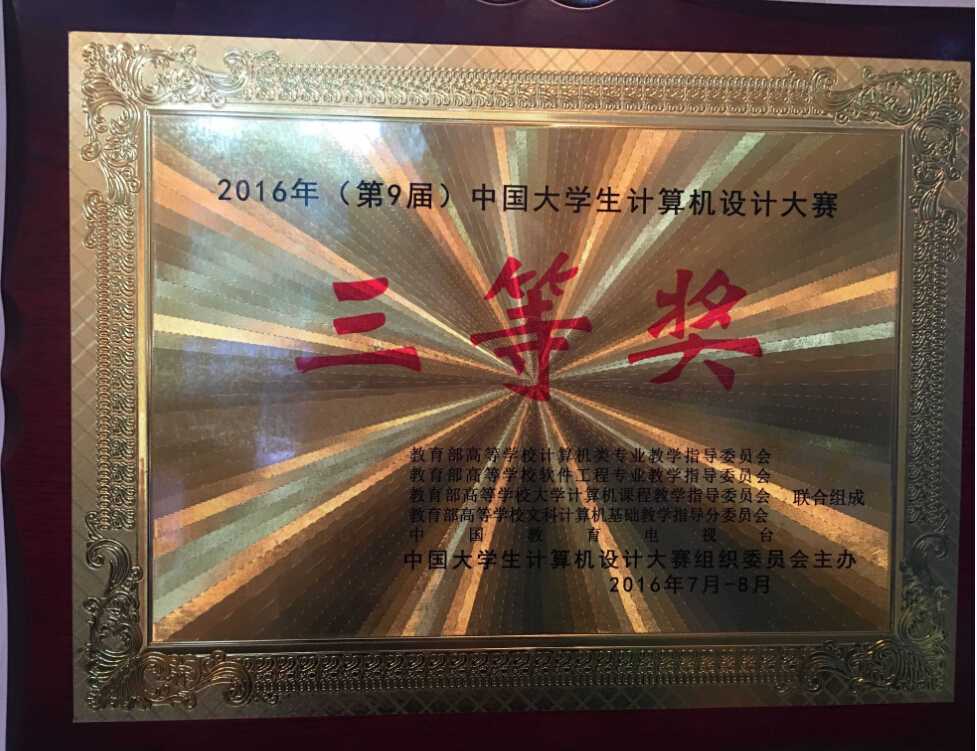 2016年（第9届）中国大学生计算机设计大赛
三等奖
教育部高等学校计算机类专业教学指导委员会
教育部高等学校软件工程专业教学指导委员会
教育部高等学校大学计算机课程教学指导委员会 联合组成
教育部高等学校文科计算机基础教学指导分委员会
中国教育电视台
中国大学生计算机设计大赛组织委员会主办
2016年7月-8月